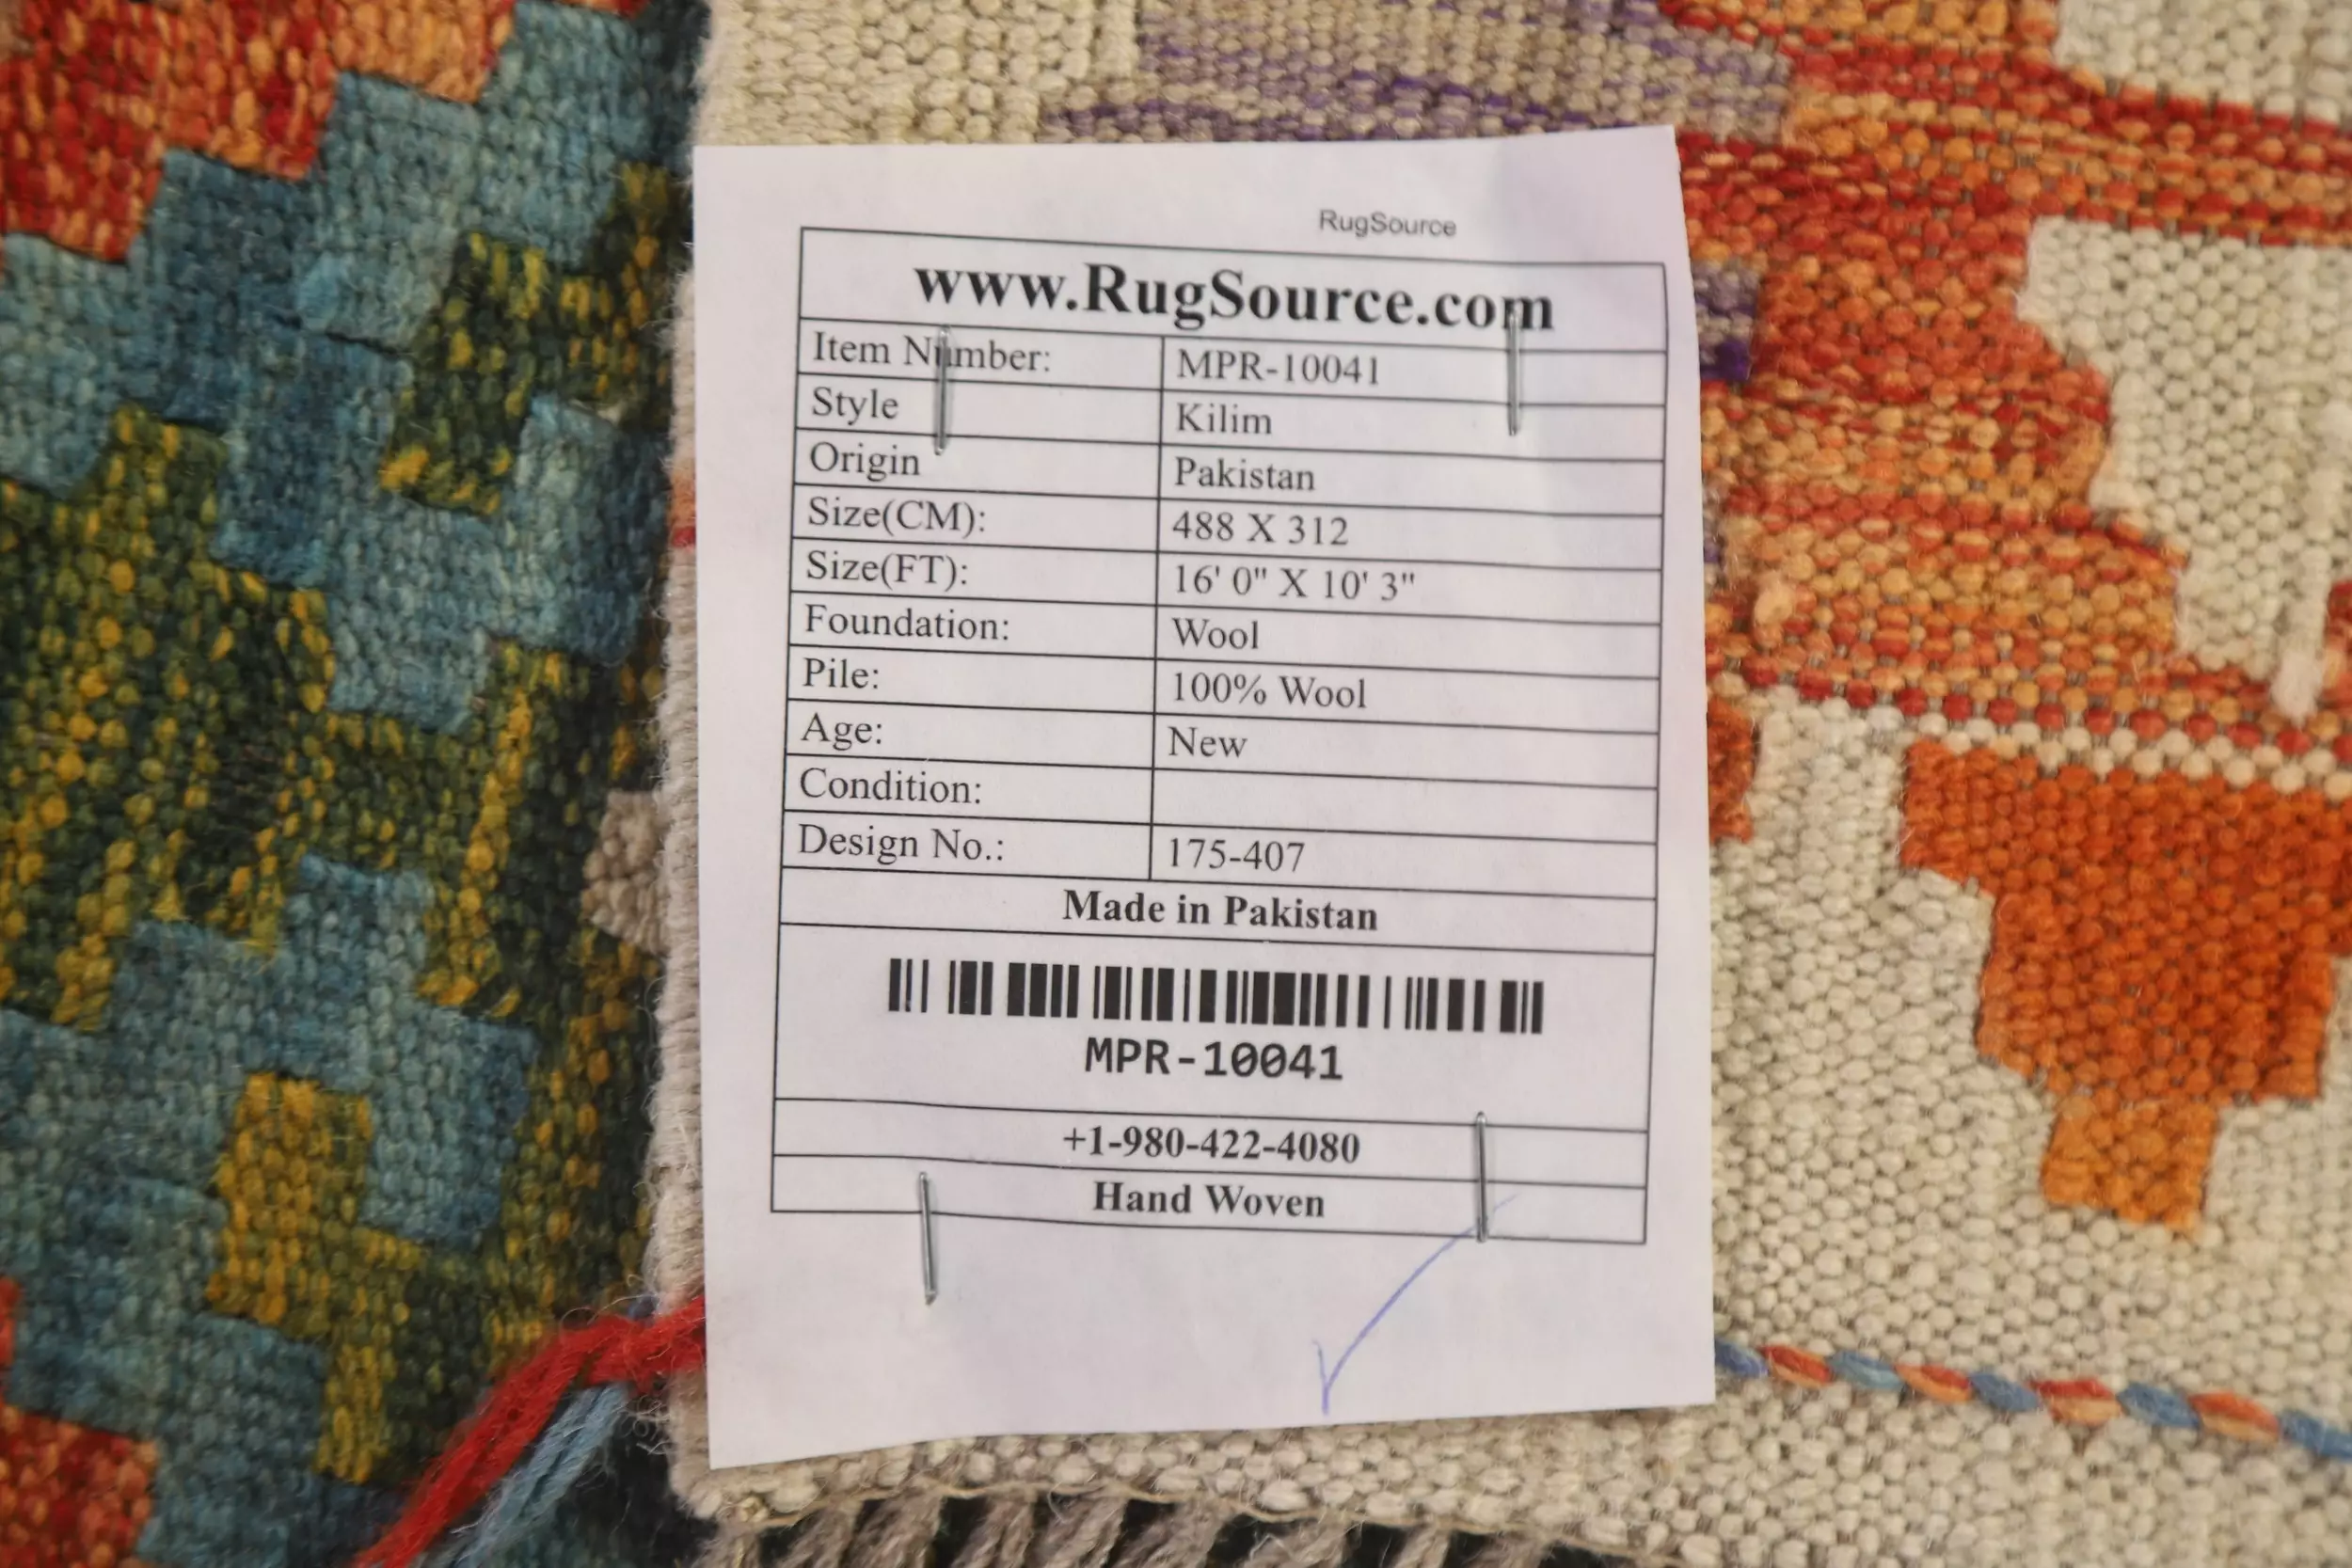 RugSource
www.RugSource.com
Item Number: MPR-10041
Style Kilim
Origin Pakistan
Size(CM): 488 X 312
Size(FT): 16' 0" X 10' 3"
Foundation: Wool
Pile: 100% Wool
Age: New
Condition:
Design No.: 175-407
Made in Pakistan
MPR-10041
+1-980-422-4080
Hand Woven